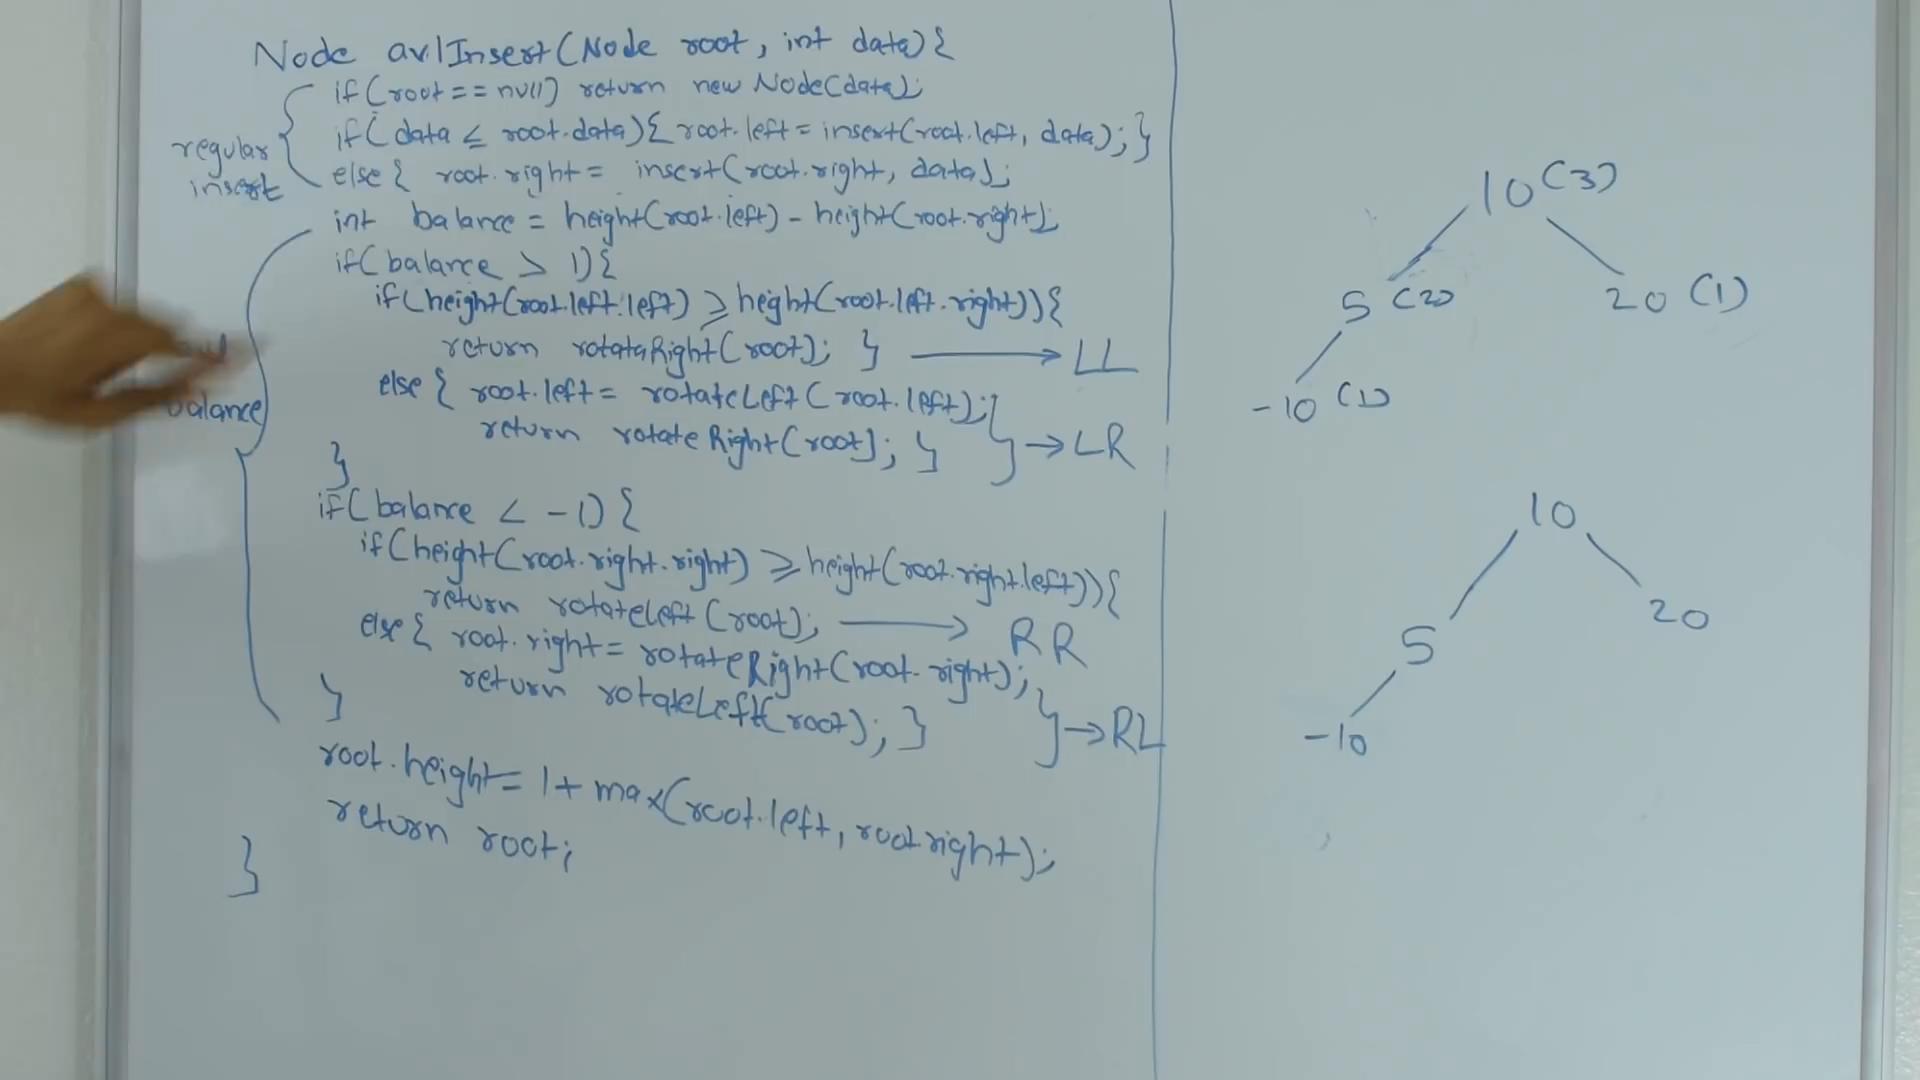 Node avlInsert(Node root, int data){
if(root==null) return new Node(data);
if(data ≤ root.data){ root.left = insert(root.left, data); }
else { root.right = insert(root.right, data);
regular
insert
int balance = height(root.left) - height(root.right);
if(balance > 1){
if(height(root.left.left) ≥ height(root.left.right)){
return rotataRight(root); } → LL
else { root.left = rotateLeft(root.left);
return rotateRight(root); } } → LR
}
balance
if(balance < -1) {
if(height(root.right.right) ≥ height(root.right.left)){
return rotateLeft(root); → RR
else { root.right = rotateRight(root.right);
return rotateLeft(root); } } → RL
}
root.height = 1+ max(root.left, root.right);
return root;
}
10 (3)
5 (2)
20 (1)
-10 (1)
10
20
5
-10